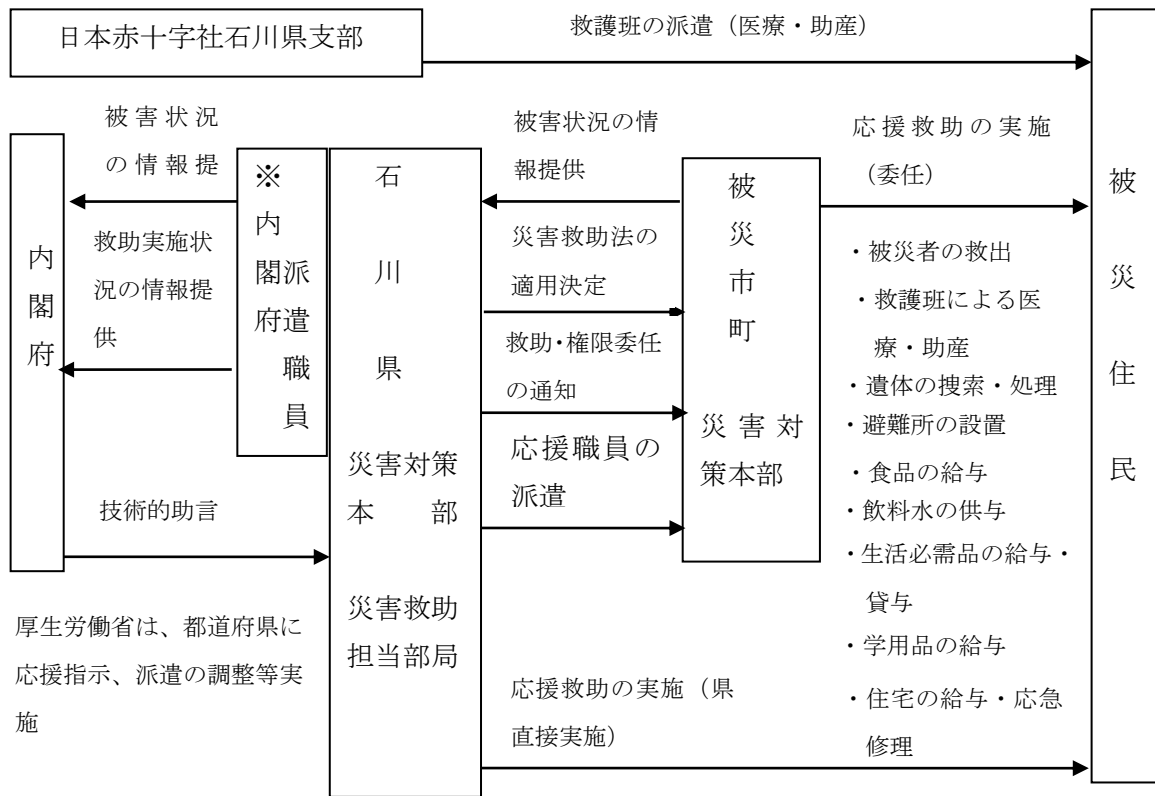 日本赤十字社石川県支部
救護班の派遣（医療・助産）
被害状況
の情報提
救助実施状
況の情報提
供
内閣府
※内閣府
派遣職員
技術的助言
厚生労働省は、都道府県に
応援指示、派遣の調整等実
施
石川県
災害対策
本部
災害救助
担当部局
被害状況の情
報提供
災害救助法の
適用決定
救助・権限委任
の通知
応援職員の
派遣
被災市町
災害対
策本部
応援救助の実施
（委任）
・被災者の救出
・救護班による医
療・助産
・遺体の捜索・処理
・避難所の設置
・食品の給与
・飲料水の供与
・生活必需品の給与・
貸与
・学用品の給与
・住宅の給与・応急
修理
応援救助の実施（県
直接実施）
被災住民